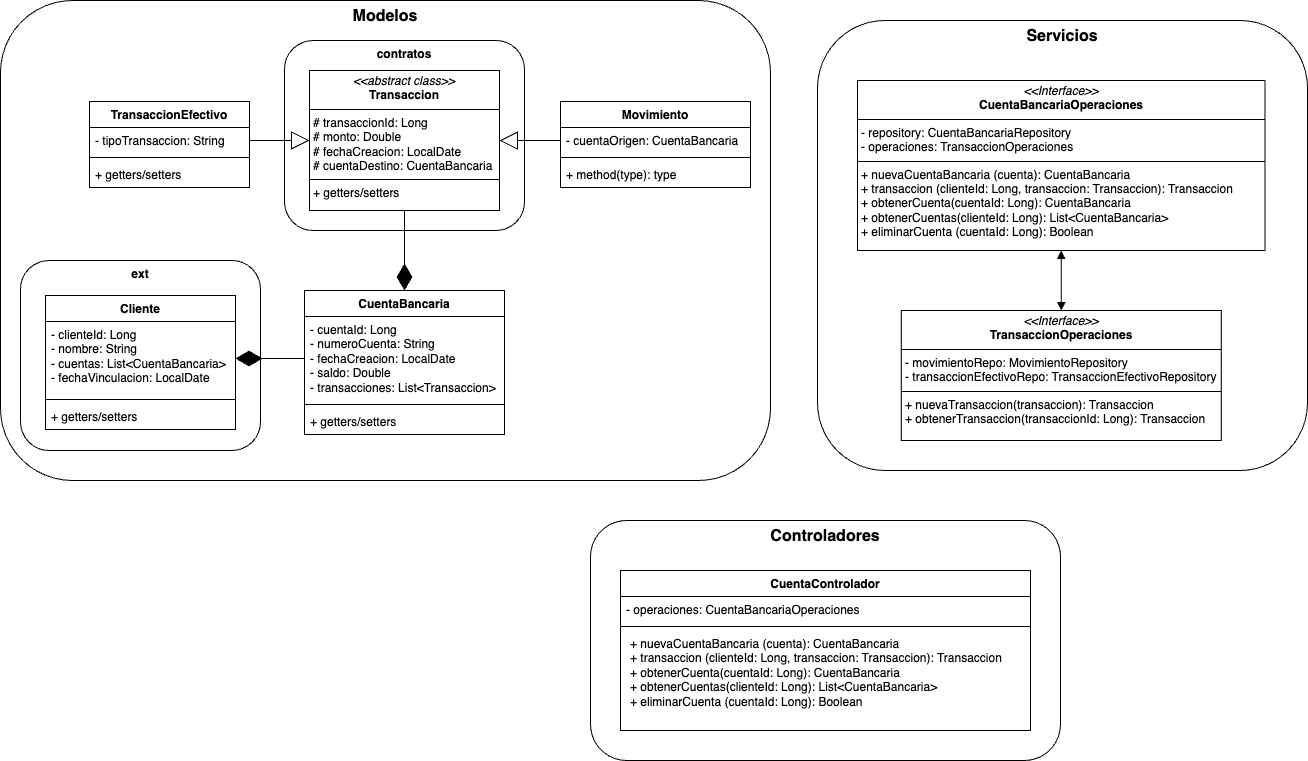 Modelos
contratos
<<abstract class>>
Transaccion
# transaccionId: Long
# monto: Double
# fechaCreacion: LocalDate
# cuentaDestino: CuentaBancaria
+ getters/setters
TransaccionEfectivo
- tipoTransaccion: String
+ getters/setters
Movimiento
- cuentaOrigen: CuentaBancaria
+ method(type): type
ext
Cliente
- clienteId: Long
- nombre: String
- cuentas: List<CuentaBancaria>
- fechaVinculacion: LocalDate
+ getters/setters
CuentaBancaria
- cuentaId: Long
- numeroCuenta: String
- fechaCreacion: LocalDate
- saldo: Double
- transacciones: List<Transaccion>
+ getters/setters
Servicios
<<Interface>>
CuentaBancariaOperaciones
- repository: CuentaBancariaRepository
- operaciones: TransaccionOperaciones
+ nuevaCuentaBancaria (cuenta): CuentaBancaria
+ transaccion (clienteId: Long, transaccion: Transaccion): Transaccion
+ obtenerCuenta(cuentaId: Long): CuentaBancaria
+ obtenerCuentas(clienteId: Long): List<CuentaBancaria>
+ eliminarCuenta (cuentaId: Long): Boolean
<<Interface>>
TransaccionOperaciones
- movimientoRepo: MovimientoRepository
- transaccionEfectivoRepo: TransaccionEfectivoRepository
+ nuevaTransaccion(transaccion): Transaccion
+ obtenerTransaccion(transaccionId: Long): Transaccion
Controladores
CuentaControlador
- operaciones: CuentaBancariaOperaciones
+ nuevaCuentaBancaria (cuenta): CuentaBancaria
+ transaccion (clienteId: Long, transaccion: Transaccion): Transaccion
+ obtenerCuenta(cuentaId: Long): CuentaBancaria
+ obtenerCuentas(clienteId: Long): List<CuentaBancaria>
+ eliminarCuenta (cuentaId: Long): Boolean